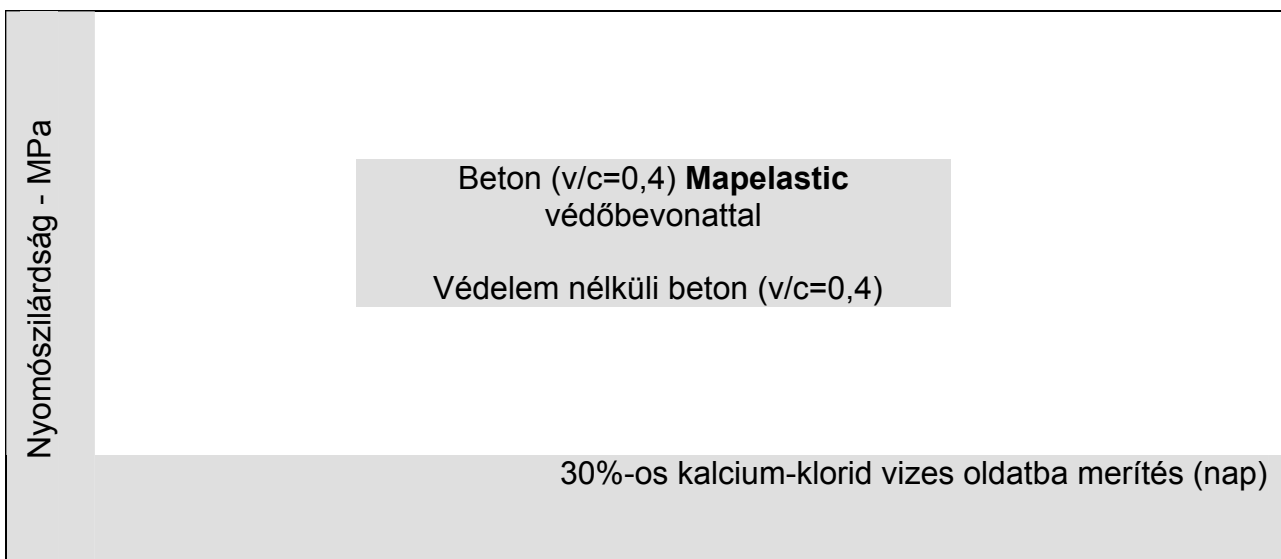 Nyomószilárdság - MPa
Beton (v/c=0,4) Mapelastic
védőbevonattal
Védelem nélküli beton (v/c=0,4)
30%-os kalcium-klorid vizes oldatba merítés (nap)